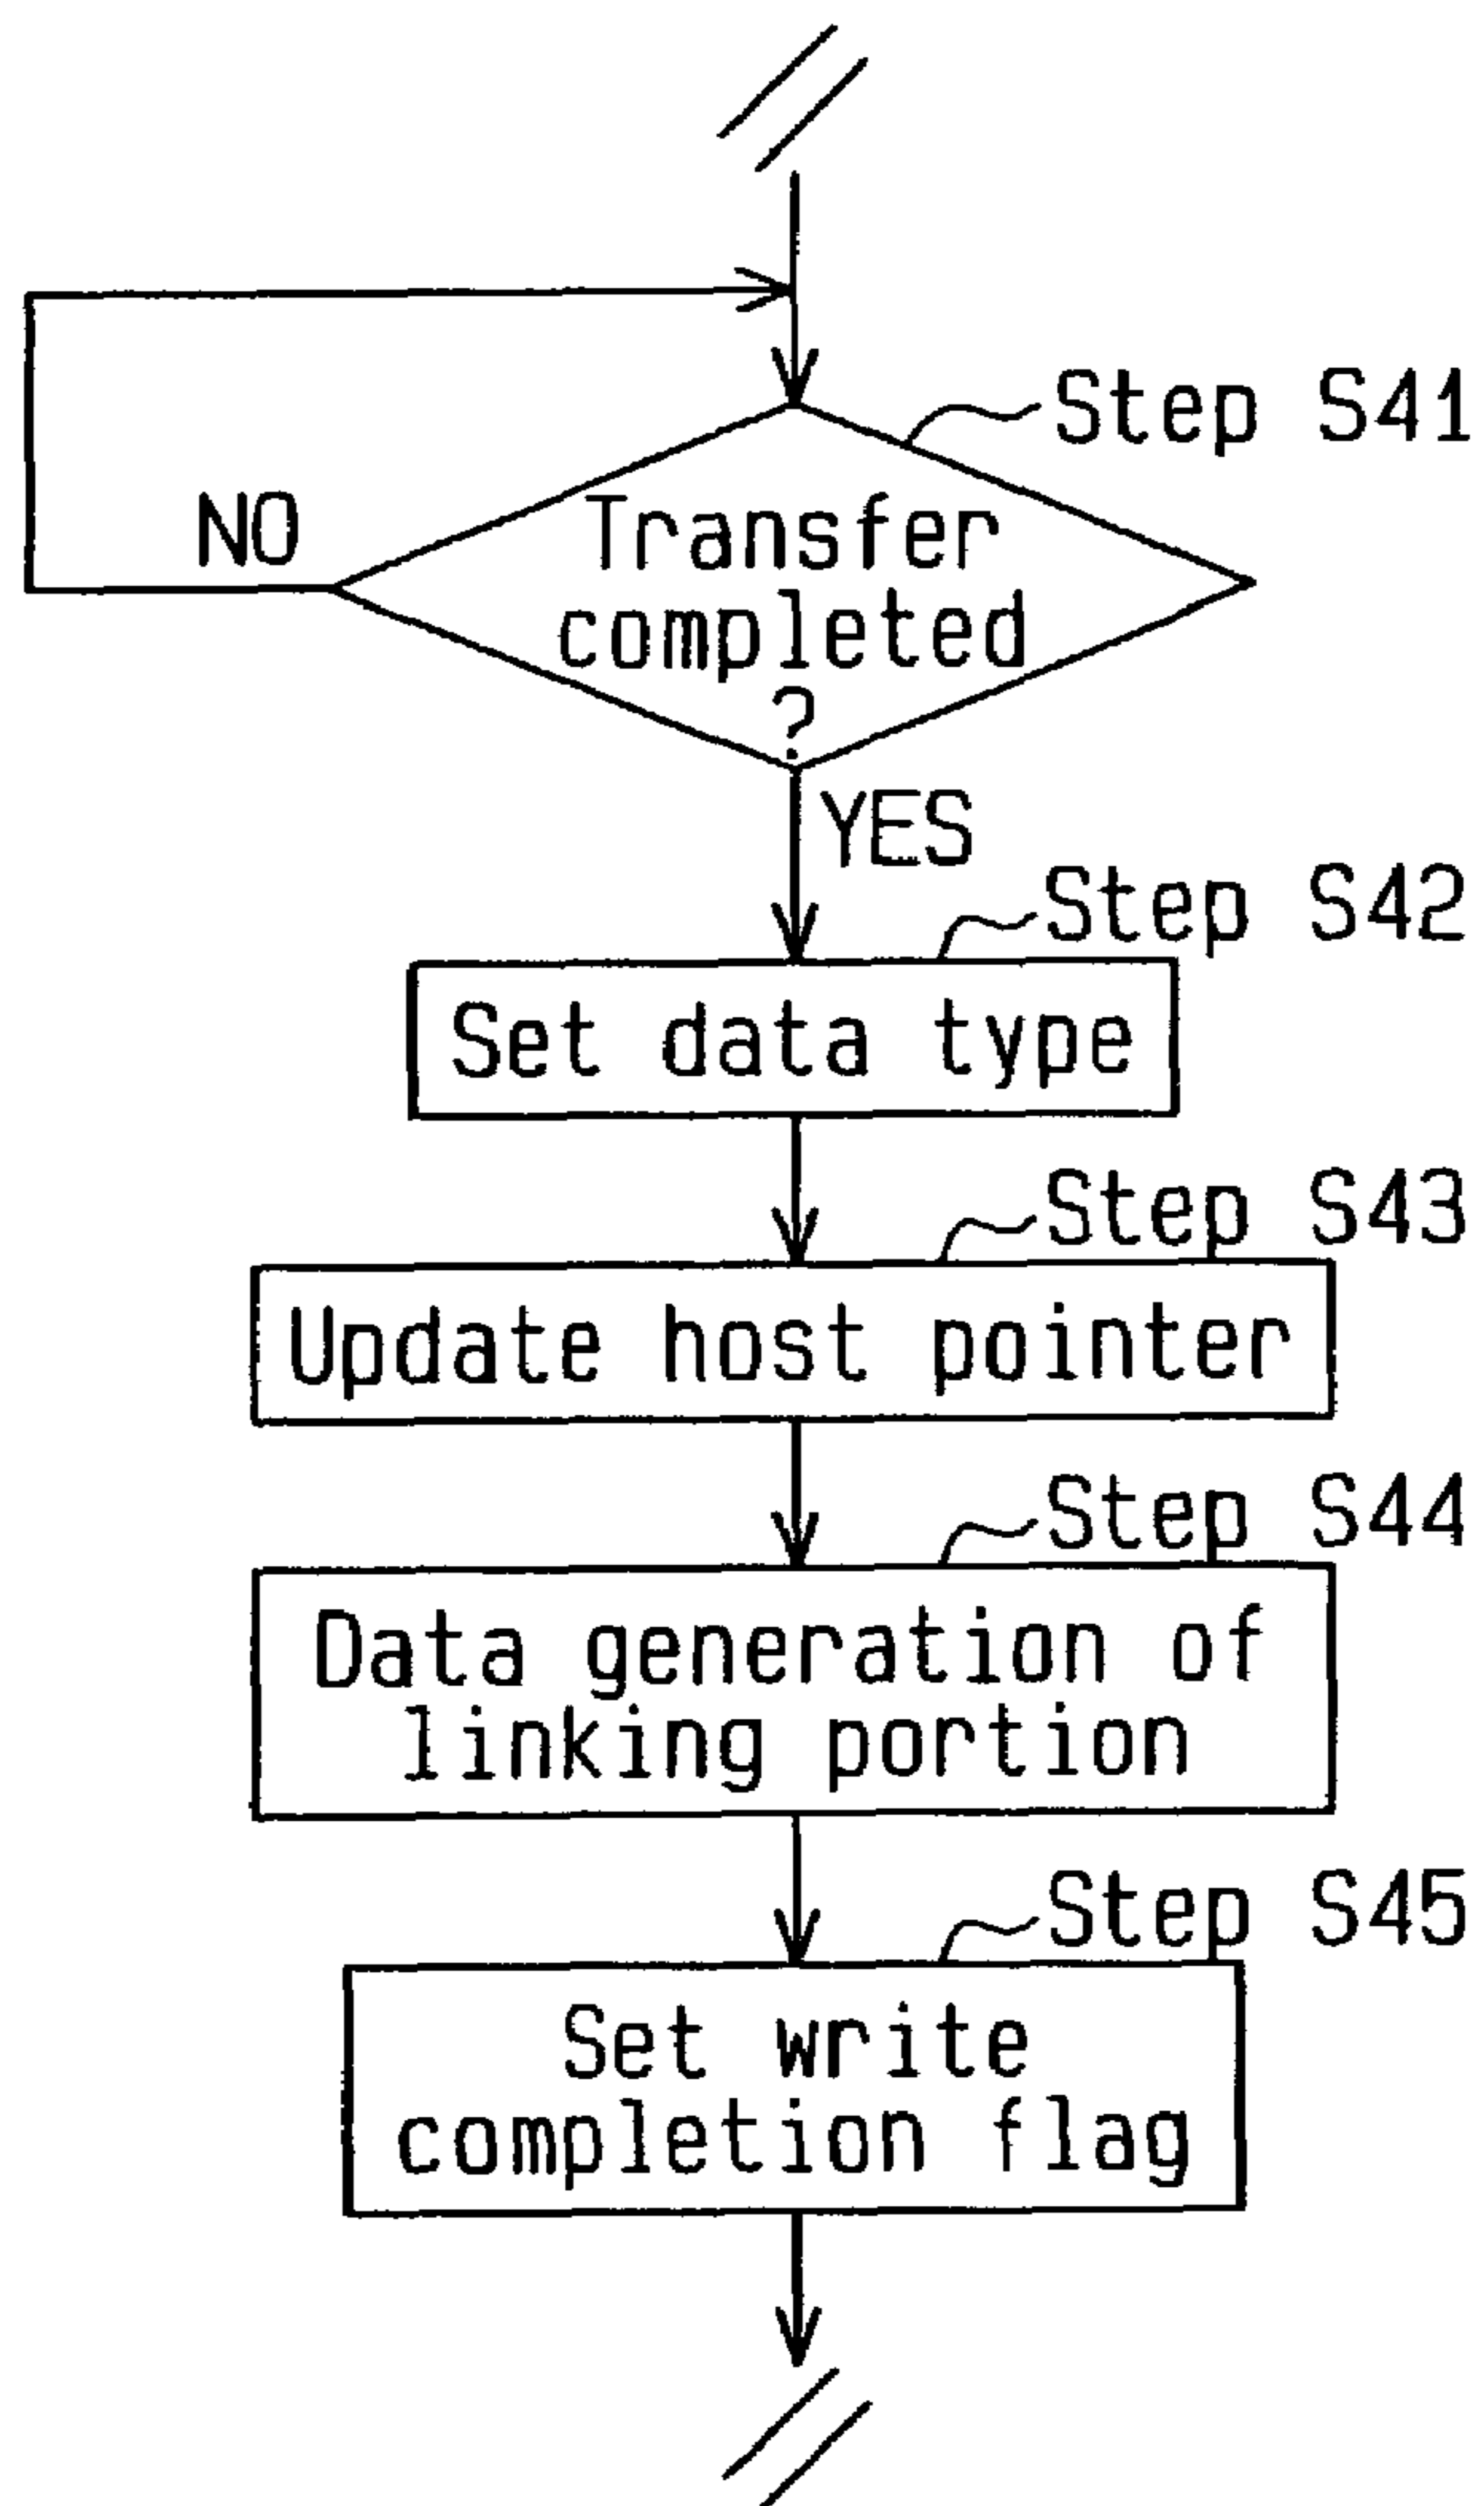 Step S41
Transfer
NO
completed
?
YES
Step S42
Set data type
Step S43
Update host pointer
Step S44
Data generation of
linking portion
Step S45
Set write
completion flag